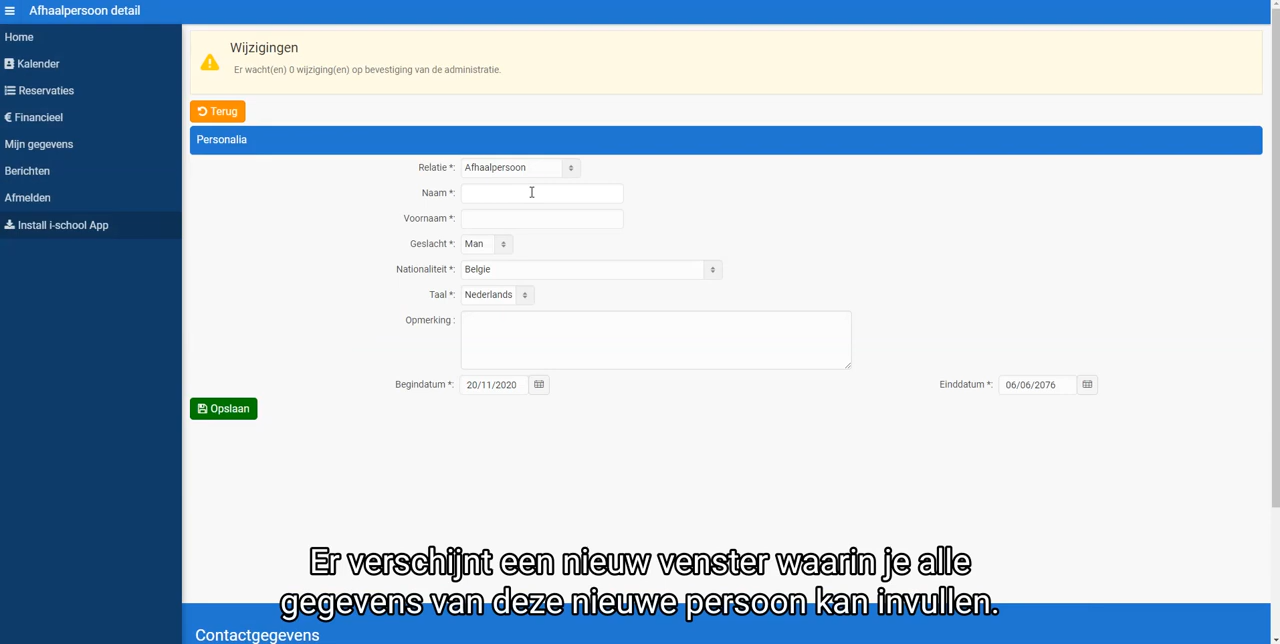 Afhaalpersoon detail
Home
Kalender
Reservaties
€ Financieel
Mijn gegevens
Berichten
Afmelden
Install i-school App
Wijzigingen
Er wacht(en) 0 wijziging(en) op bevestiging van de administratie.
Terug
Personalia
Relatie *: Afhaalpersoon
Naam *:
Voornaam *:
Geslacht *: Man
Nationaliteit *: Belgie
Taal *: Nederlands
Opmerking :
Begindatum *: 20/11/2020 Einddatum *: 06/06/2076
Opslaan
Er verschijnt een nieuw venster waarin je alle
gegevens van deze nieuwe persoon kan invullen.
Contactgegevens